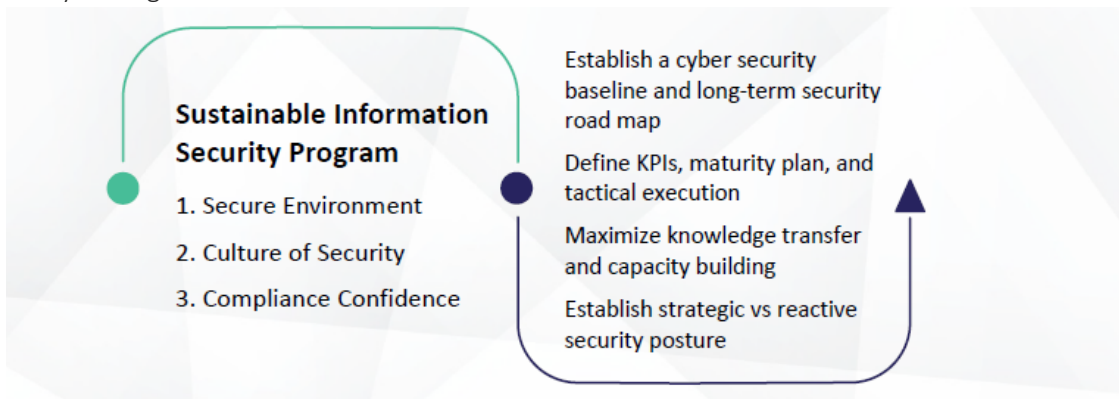 Sustainable Information
Security Program
1. Secure Environment
2. Culture of Security
3. Compliance Confidence
Establish a cyber security
baseline and long-term security
road map
Define KPIs, maturity plan, and
tactical execution
Maximize knowledge transfer
and capacity building
Establish strategic vs reactive
security posture